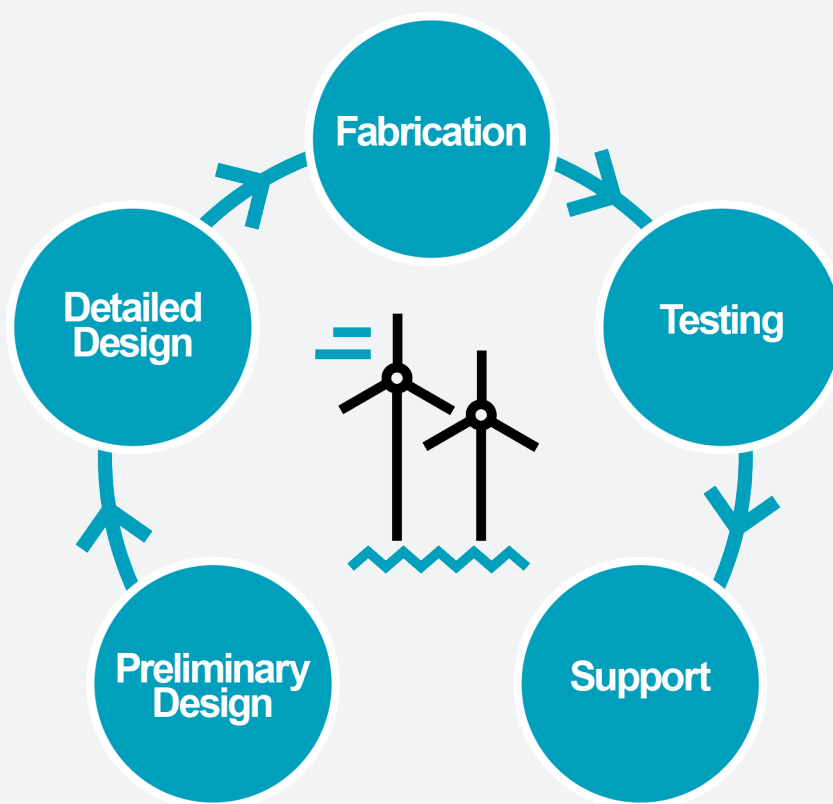 Fabrication
Detailed
Design
Testing
Preliminary
Design
Support